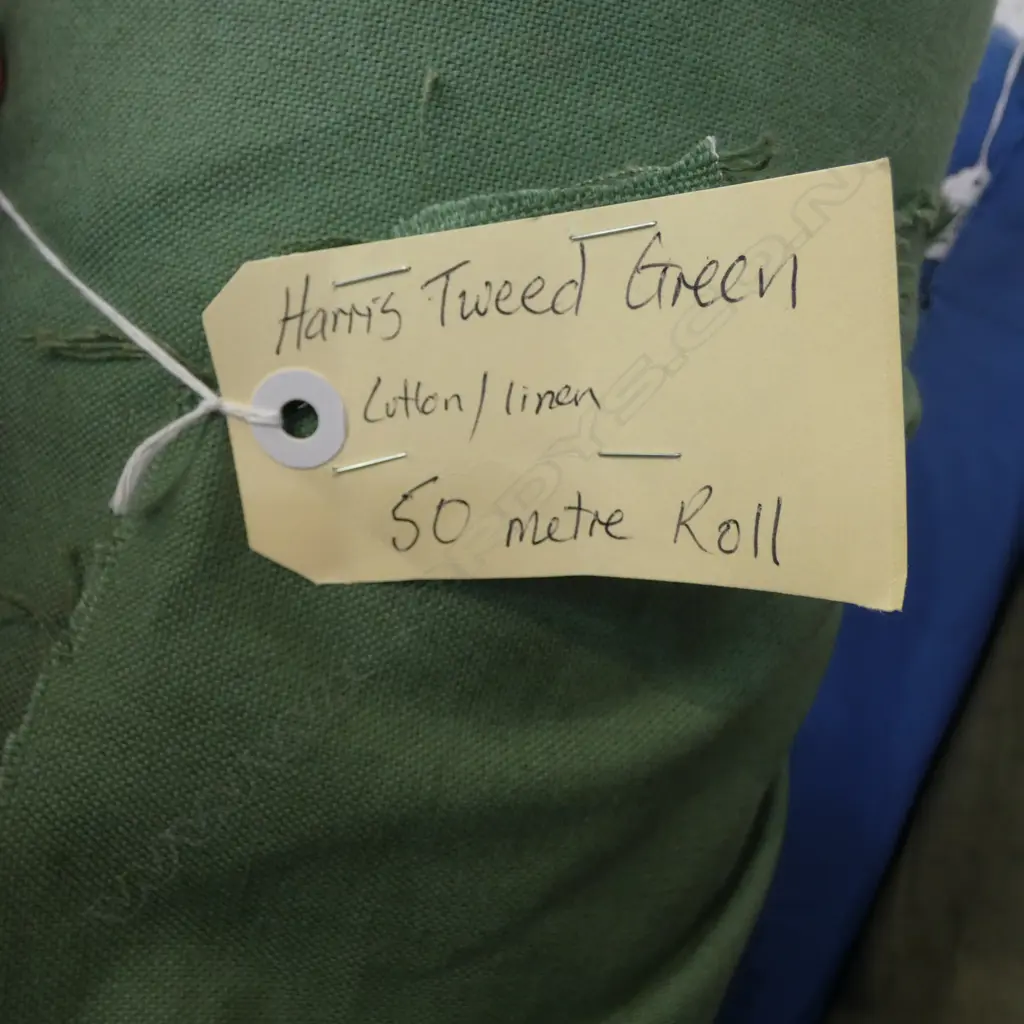 Harris Tweed Green
Cotton / linen
50 metre Roll